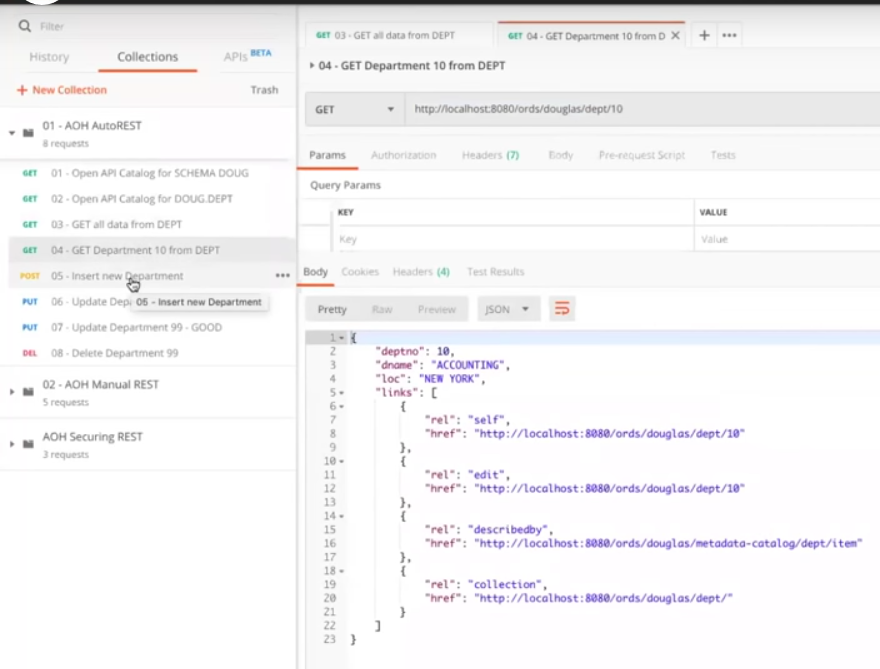 Filter
History
Collections
APIs BETA
+ New Collection
Trash
01 - AOH AutoREST
8 requests
GET 01 - Open API Catalog for SCHEMA DOUG
GET 02 - Open API Catalog for DOUG.DEPT
GET 03 - GET all data from DEPT
GET 04 - GET Department 10 from DEPT
POST 05 - Insert new Department
PUT 06 - Update Depa
05 - Insert new Department
PUT 07 - Update Department 99 - GOOD
DEL 08 - Delete Department 99
02 - AOH Manual REST
5 requests
AOH Securing REST
3 requests
GET 03 - GET all data from DEPT
GET 04 - GET Department 10 from D
04 - GET Department 10 from DEPT
GET
http://localhost:8080/ords/douglas/dept/10
Params
Authorization
Headers (7)
Body
Pre-request Script
Tests
Query Params
KEY
VALUE
Key
Value
Body
Cookies
Headers (4)
Test Results
Pretty
Raw
Preview
JSON
1 {
2 "deptno": 10,
3 "dname": "ACCOUNTING",
4 "loc": "NEW YORK",
5 "links": [
6 {
7 "rel": "self",
8 "href": "http://localhost:8080/ords/douglas/dept/10"
9 },
10 {
11 "rel": "edit",
12 "href": "http://localhost:8080/ords/douglas/dept/10"
13 },
14 {
15 "rel": "describedby",
16 "href": "http://localhost:8080/ords/douglas/metadata-catalog/dept/item"
17 },
18 {
19 "rel": "collection",
20 "href": "http://localhost:8080/ords/douglas/dept/"
21 }
22 ]
23 }